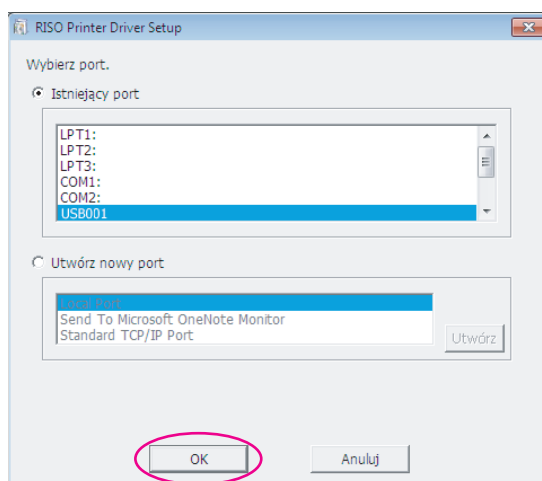 RISO Printer Driver Setup
Wybierz port.
Istniejący port
LPT1:
LPT2:
LPT3:
COM1:
COM2:
USB001
Utwórz nowy port
Local Port
Send To Microsoft OneNote Monitor
Standard TCP/IP Port
Utwórz
OK
Anuluj